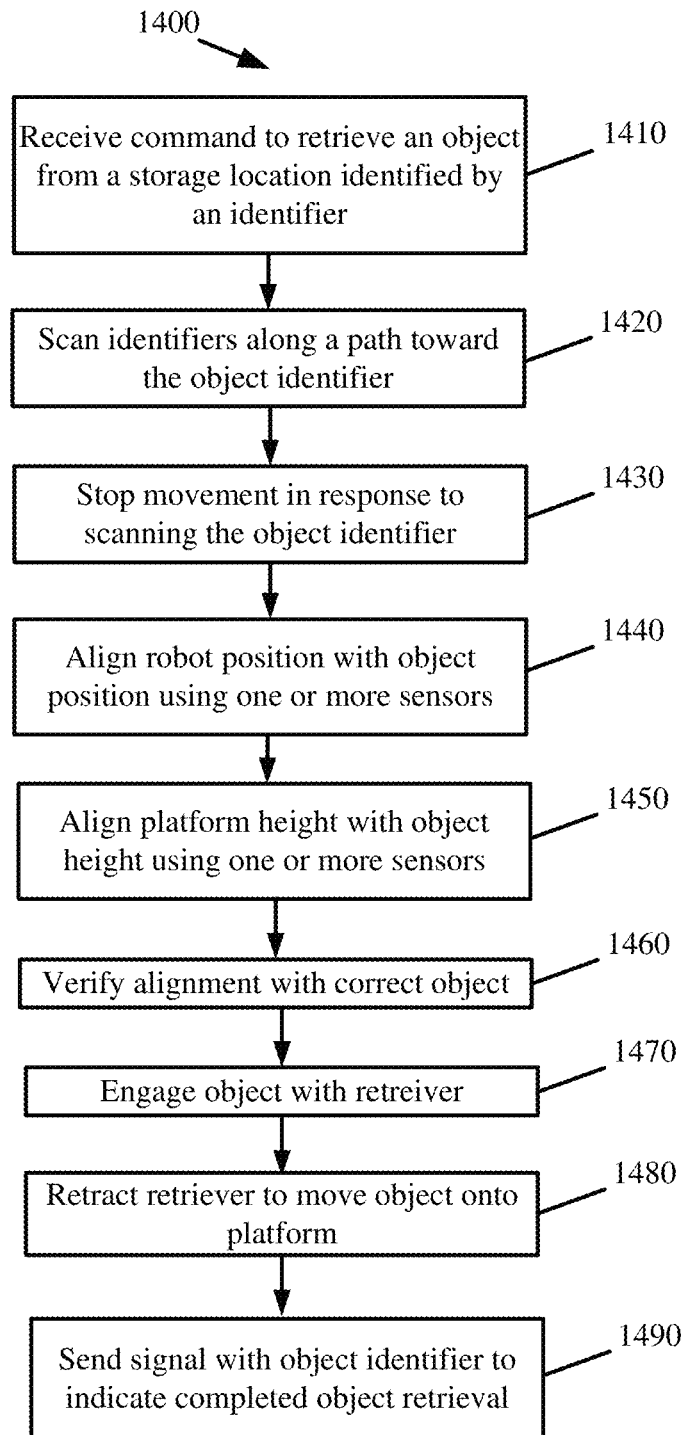 1400
Receive command to retrieve an object
from a storage location identified by
an identifier
1410
Scan identifiers along a path toward
the object identifier
1420
Stop movement in response to
scanning the object identifier
1430
Align robot position with object
position using one or more sensors
1440
Align platform height with object
height using one or more sensors
1450
Verify alignment with correct object
1460
Engage object with retreiver
1470
Retract retriever to move object onto
platform
1480
Send signal with object identifier to
indicate completed object retrieval
1490